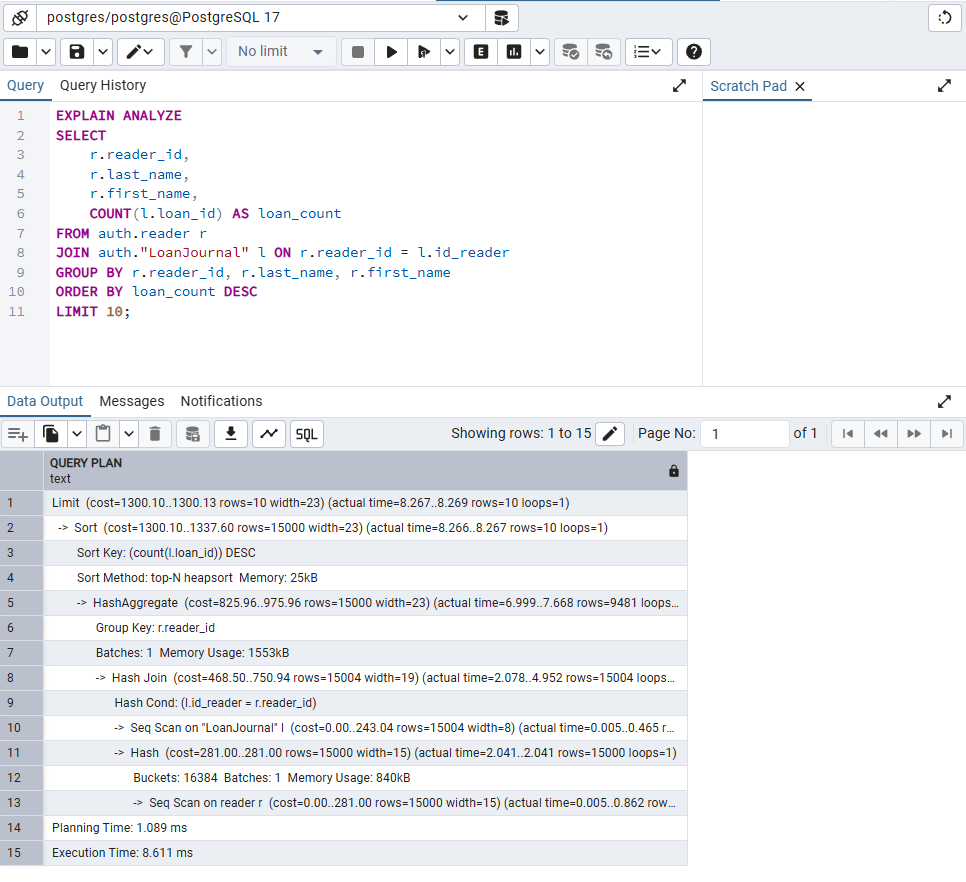 postgres/postgres@PostgreSQL 17
No limit
Query Query History
Scratch Pad
1 EXPLAIN ANALYZE
2 SELECT
3 r.reader_id,
4 r.last_name,
5 r.first_name,
6 COUNT(l.loan_id) AS loan_count
7 FROM auth.reader r
8 JOIN auth."LoanJournal" l ON r.reader_id = l.id_reader
9 GROUP BY r.reader_id, r.last_name, r.first_name
10 ORDER BY loan_count DESC
11 LIMIT 10;
Data Output Messages Notifications
SQL Showing rows: 1 to 15 Page No: 1 of 1
QUERY PLAN
text
1 Limit (cost=1300.10..1300.13 rows=10 width=23) (actual time=8.267..8.269 rows=10 loops=1)
2 -> Sort (cost=1300.10..1337.60 rows=15000 width=23) (actual time=8.266..8.267 rows=10 loops=1)
3 Sort Key: (count(l.loan_id)) DESC
4 Sort Method: top-N heapsort Memory: 25kB
5 -> HashAggregate (cost=825.96..975.96 rows=15000 width=23) (actual time=6.999..7.668 rows=9481 loops...
6 Group Key: r.reader_id
7 Batches: 1 Memory Usage: 1553kB
8 -> Hash Join (cost=468.50..750.94 rows=15004 width=19) (actual time=2.078..4.952 rows=15004 loops...
9 Hash Cond: (l.id_reader = r.reader_id)
10 -> Seq Scan on "LoanJournal" l (cost=0.00..243.04 rows=15004 width=8) (actual time=0.005..0.465 r...
11 -> Hash (cost=281.00..281.00 rows=15000 width=15) (actual time=2.041..2.041 rows=15000 loops=1)
12 Buckets: 16384 Batches: 1 Memory Usage: 840kB
13 -> Seq Scan on reader r (cost=0.00..281.00 rows=15000 width=15) (actual time=0.005..0.862 row...
14 Planning Time: 1.089 ms
15 Execution Time: 8.611 ms